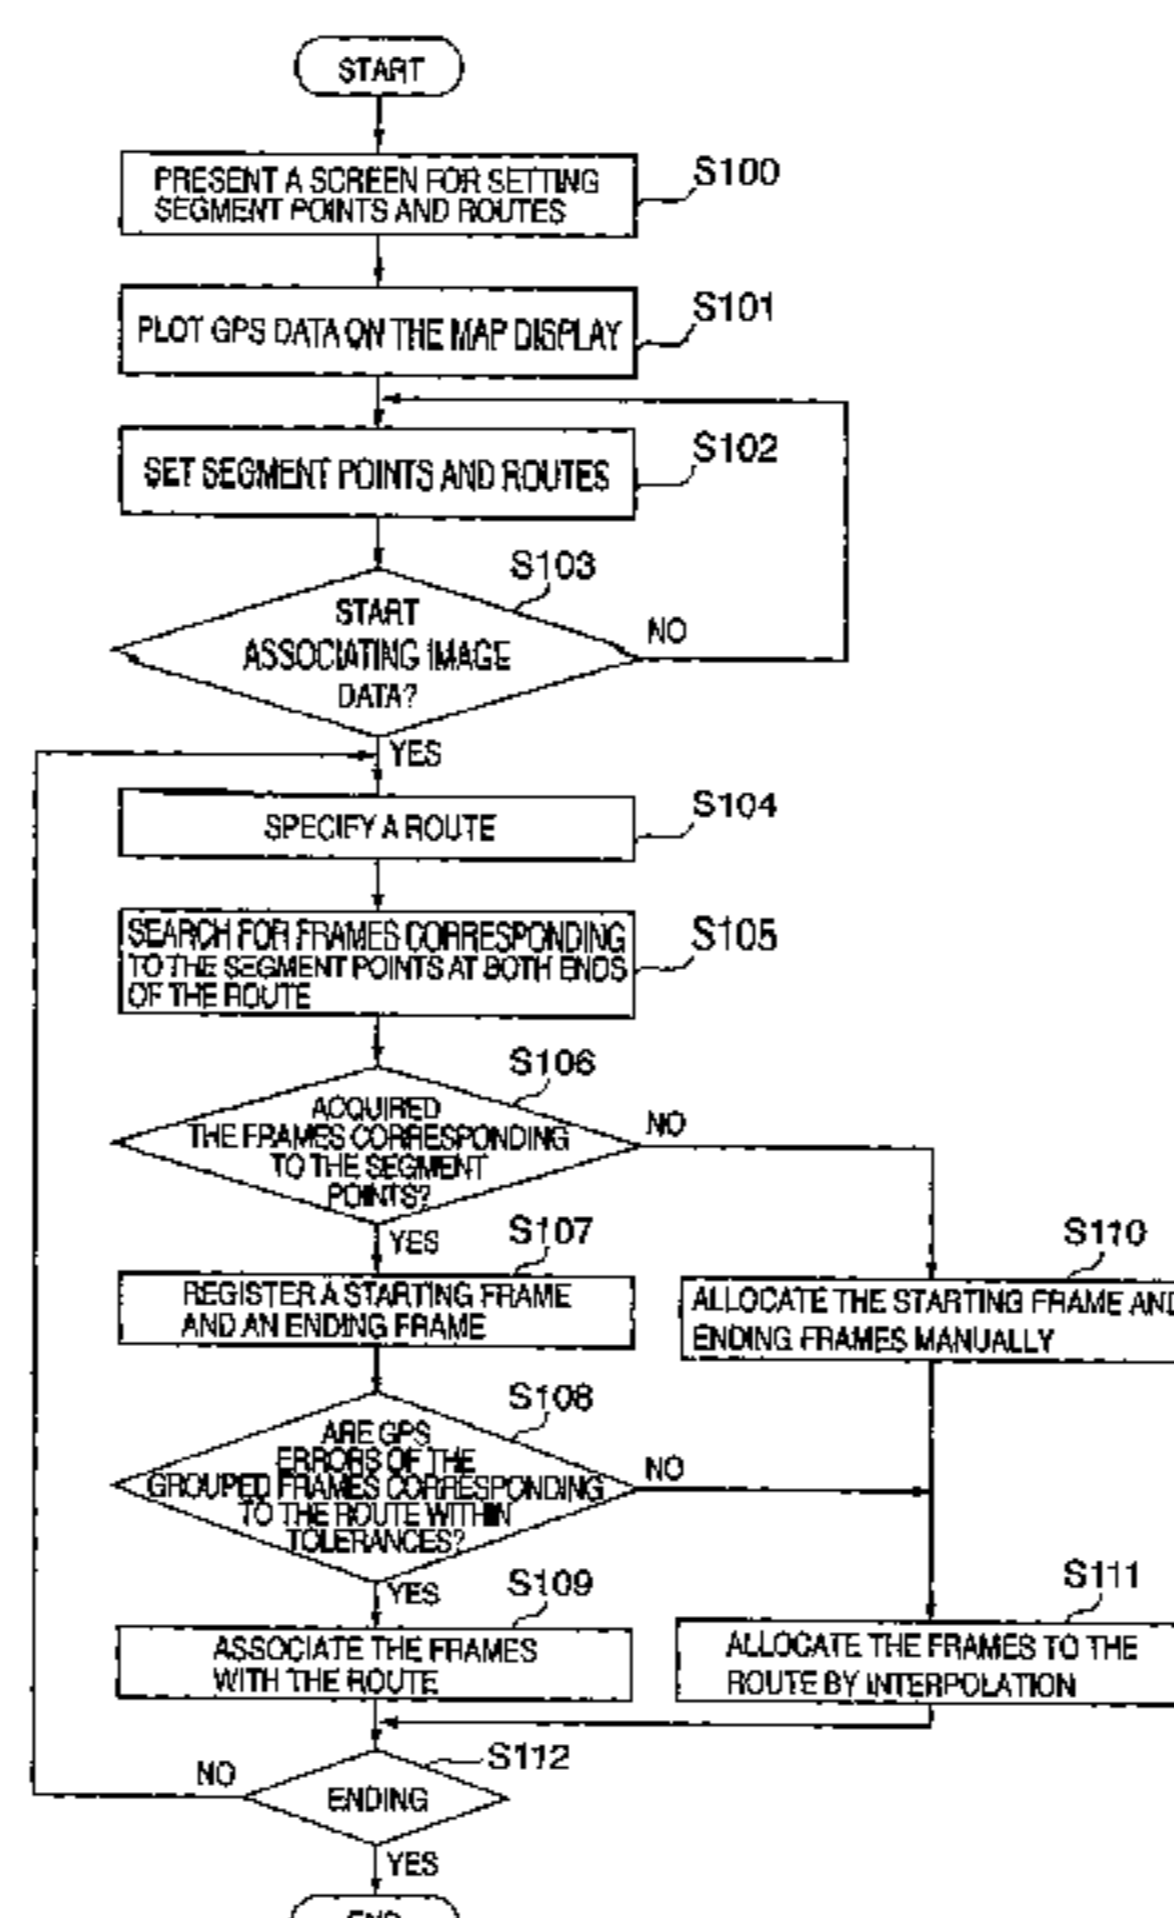 START
PRESENT A SCREEN FOR SETTING
SEGMENT POINTS AND ROUTES
S100
PLOT GPS DATA ON THE MAP DISPLAY
S101
SET SEGMENT POINTS AND ROUTES
S102
S103
START
ASSOCIATING IMAGE
DATA?
NO
YES
SPECIFY A ROUTE
S104
SEARCH FOR FRAMES CORRESPONDING
TO THE SEGMENT POINTS AT BOTH ENDS
OF THE ROUTE
S105
S106
ACQUIRED
THE FRAMES CORRESPONDING
TO THE SEGMENT
POINTS?
NO
YES
S107
REGISTER A STARTING FRAME
AND AN ENDING FRAME
S110
ALLOCATE THE STARTING FRAME AND
ENDING FRAMES MANUALLY
S108
ARE GPS
ERRORS OF THE
GROUPED FRAMES CORRESPONDING
TO THE ROUTE WITHIN
TOLERANCES?
NO
YES
S109
ASSOCIATE THE FRAMES
WITH THE ROUTE
S111
ALLOCATE THE FRAMES TO THE
ROUTE BY INTERPOLATION
S112
ENDING
NO
YES
END